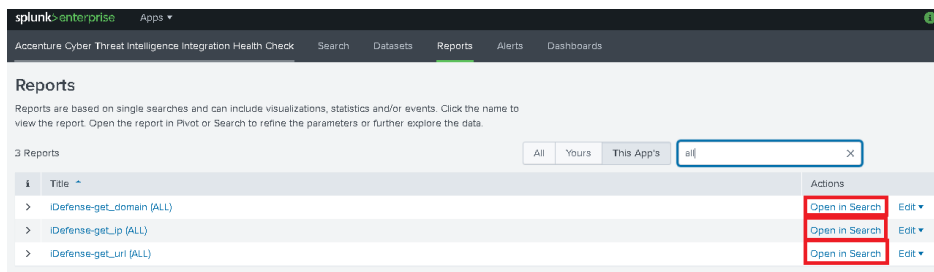 splunk>enterprise Apps ▾
Accenture Cyber Threat Intelligence Integration Health Check Search Datasets Reports Alerts Dashboards
Reports
Reports are based on single searches and can include visualizations, statistics and/or events. Click the name to
view the report. Open the report in Pivot or Search to refine the parameters or further explore the data.
3 Reports All Yours This App's all ×
i Title Actions
> iDefense-get_domain (ALL) Open in Search Edit ▾
> iDefense-get_ip (ALL) Open in Search Edit ▾
> iDefense-get_url (ALL) Open in Search Edit ▾